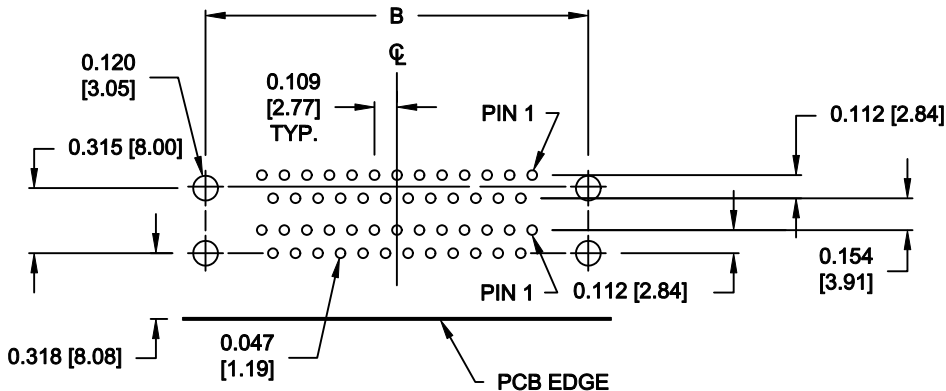 B
℄
0.120
[3.05]
0.109
[2.77]
TYP.
PIN 1
0.112 [2.84]
0.315 [8.00]
0.154
[3.91]
PIN 1
0.112 [2.84]
0.318 [8.08]
0.047
[1.19]
PCB EDGE